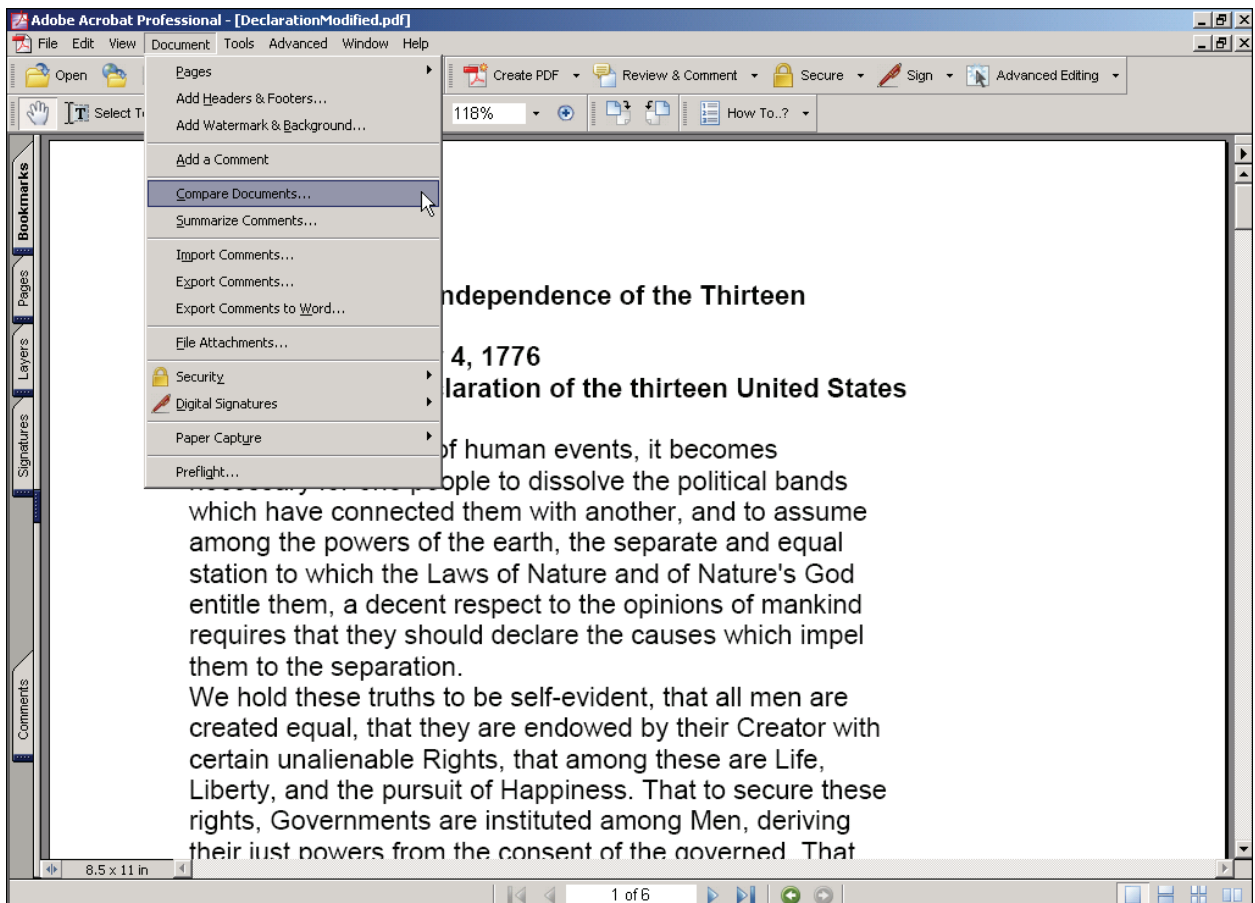 Adobe Acrobat Professional - [DeclarationModified.pdf]
File Edit View Document Tools Advanced Window Help
Open Create PDF Review & Comment Secure Sign Advanced Editing
Select 118% How To..?
Pages
Add Headers & Footers...
Add Watermark & Background...
Add a Comment
Compare Documents...
Summarize Comments...
Import Comments...
Export Comments...
Export Comments to Word...
File Attachments...
Security
Digital Signatures
Paper Capture
Preflight...
Bookmarks
Pages
Layers
Signatures
Comments
ndependence of the Thirteen
4, 1776
laration of the thirteen United States
of human events, it becomes
necessary for one people to dissolve the political bands
which have connected them with another, and to assume
among the powers of the earth, the separate and equal
station to which the Laws of Nature and of Nature's God
entitle them, a decent respect to the opinions of mankind
requires that they should declare the causes which impel
them to the separation.
We hold these truths to be self-evident, that all men are
created equal, that they are endowed by their Creator with
certain unalienable Rights, that among these are Life,
Liberty, and the pursuit of Happiness. That to secure these
rights, Governments are instituted among Men, deriving
their just powers from the consent of the governed. That
8.5 x 11 in
1 of 6